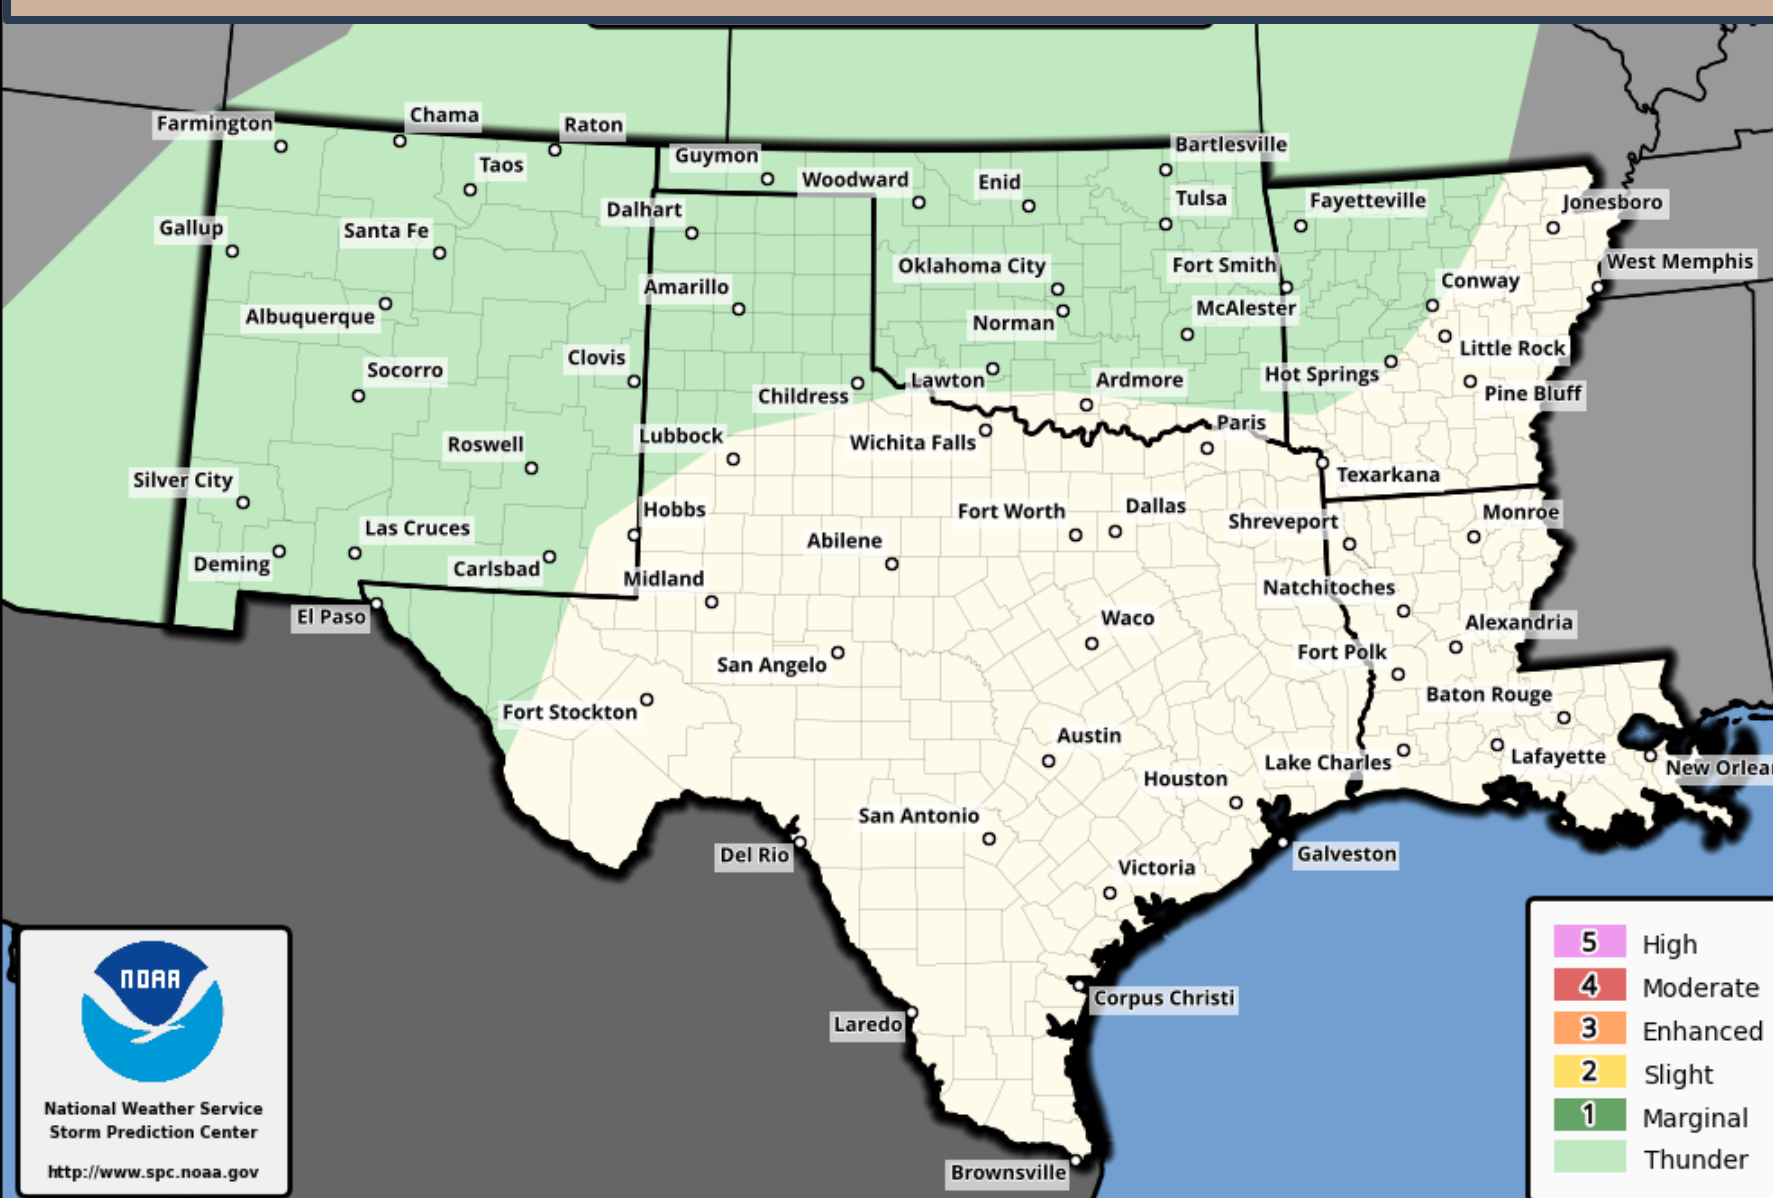 Farmington
Chama
Raton
Taos
Guymon
Woodward
Enid
Bartlesville
Tulsa
Fayetteville
Jonesboro
Gallup
Santa Fe
Dalhart
Oklahoma City
Fort Smith
West Memphis
Albuquerque
Amarillo
Norman
McAlester
Conway
Little Rock
Socorro
Clovis
Childress
Lawton
Ardmore
Hot Springs
Pine Bluff
Roswell
Lubbock
Wichita Falls
Paris
Texarkana
Silver City
Hobbs
Fort Worth
Dallas
Shreveport
Monroe
Las Cruces
Deming
Carlsbad
Abilene
Midland
Natchitoches
El Paso
Waco
Alexandria
San Angelo
Fort Polk
Fort Stockton
Baton Rouge
Austin
Houston
Lake Charles
Lafayette
New Orlea
San Antonio
Del Rio
Galveston
Victoria
Corpus Christi
Laredo
Brownsville
NOAA
National Weather Service
Storm Prediction Center
http://www.spc.noaa.gov
5 High
4 Moderate
3 Enhanced
2 Slight
1 Marginal
Thunder